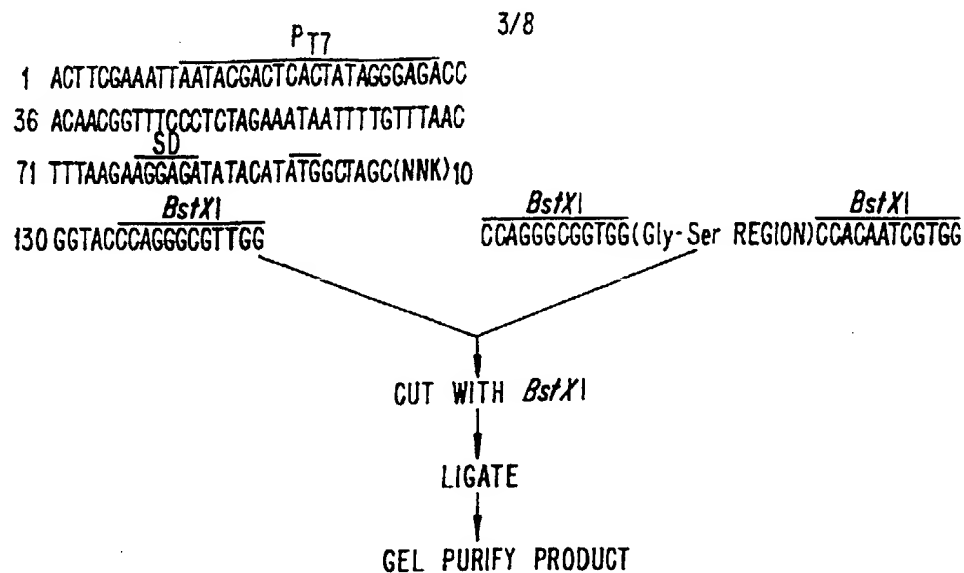 3/8
P T7
1 ACTTCGAAATTAATACGACTCACTATAGGGAGACC
36 ACAACGGTTTCCCTCTAGAAATAATTTTGTTTAAC
SD
71 TTTAAGAAGGAGATATACATATGGCTAGC(NNK)10
BstXI BstXI BstXI
130 GGTACCCAGGGCGTTGG CCAGGGCGGTGG(Gly-Ser REGION)CCACAATCGTGG
CUT WITH BstXI
LIGATE
GEL PURIFY PRODUCT